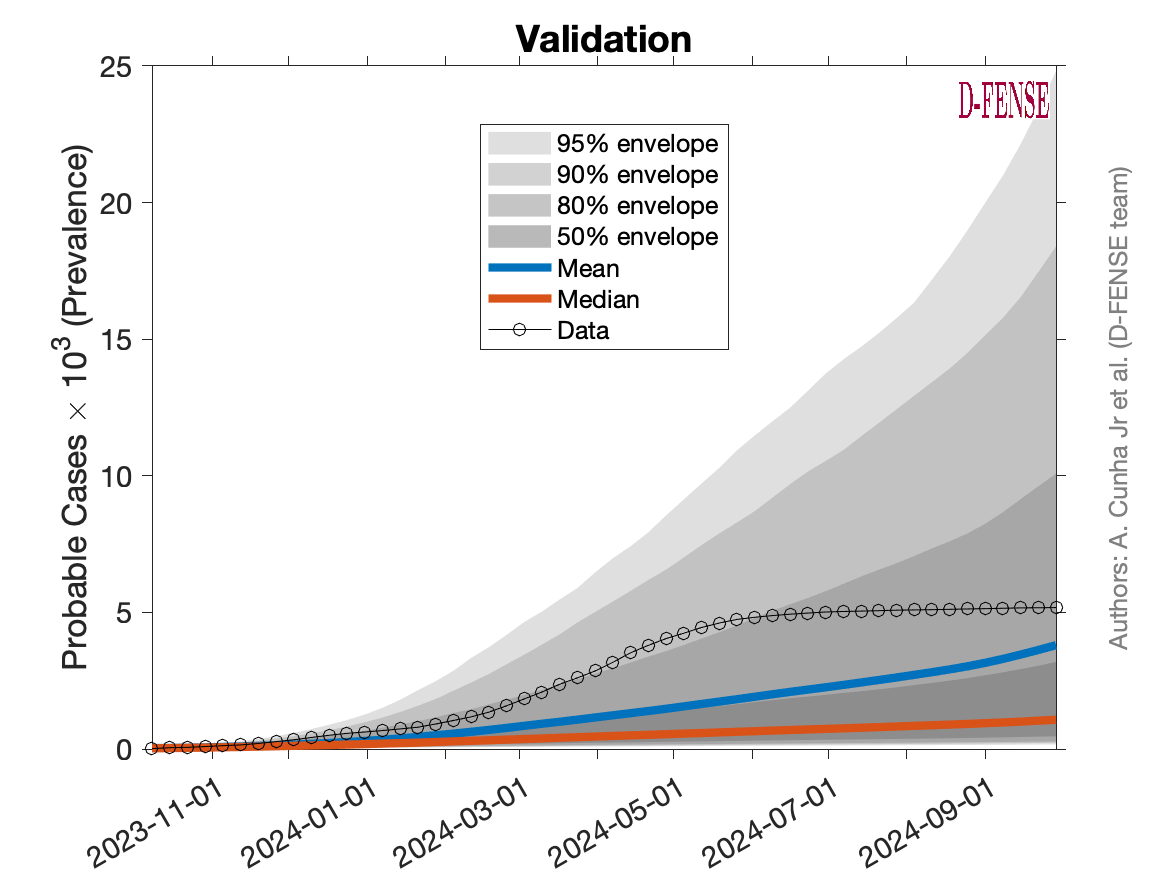 Validation
D-FENSE
95% envelope
90% envelope
80% envelope
50% envelope
Mean
Median
Data
Probable Cases × 10³ (Prevalence)
25
20
15
10
5
0
2023-11-01
2024-01-01
2024-03-01
2024-05-01
2024-07-01
2024-09-01
Authors: A. Cunha Jr et al. (D-FENSE team)